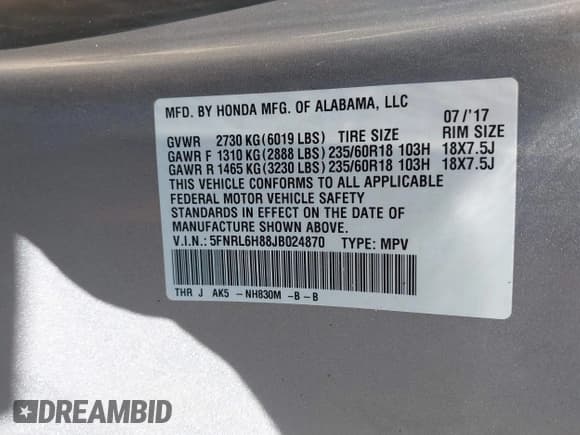 MFD. BY HONDA MFG. OF ALABAMA, LLC 07/'17
GVWR 2730 KG(6019 LBS) TIRE SIZE RIM SIZE
GAWR F 1310 KG(2888 LBS)235/60R18 103H 18X7.5J
GAWR R 1465 KG(3230 LBS)235/60R18 103H 18X7.5J
THIS VEHICLE CONFORMS TO ALL APPLICABLE
FEDERAL MOTOR VEHICLE SAFETY
STANDARDS IN EFFECT ON THE DATE OF
MANUFACTURE SHOWN ABOVE.
V.I.N.: 5FNRL6H88JB024870 TYPE: MPV
THR J AK5 -NH830M -B-B
DREAMBID